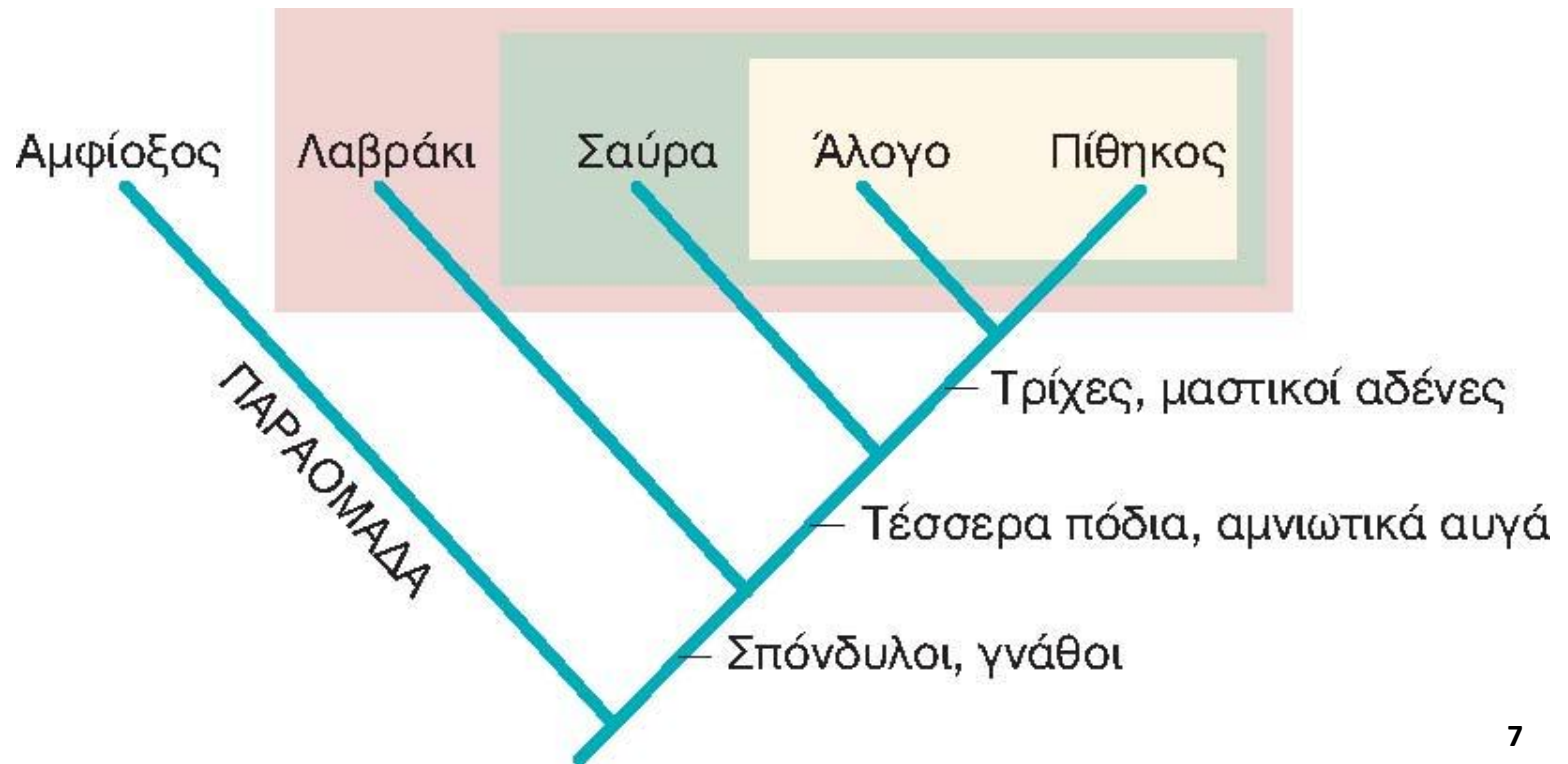 Αμφίοξος Λαβράκι Σαύρα Άλογο Πίθηκος
ΠΑΡΑΟΜΑΔΑ
Τρίχες, μαστικοί αδένες
Τέσσερα πόδια, αμνιωτικά αυγά
Σπόνδυλοι, γνάθοι
7